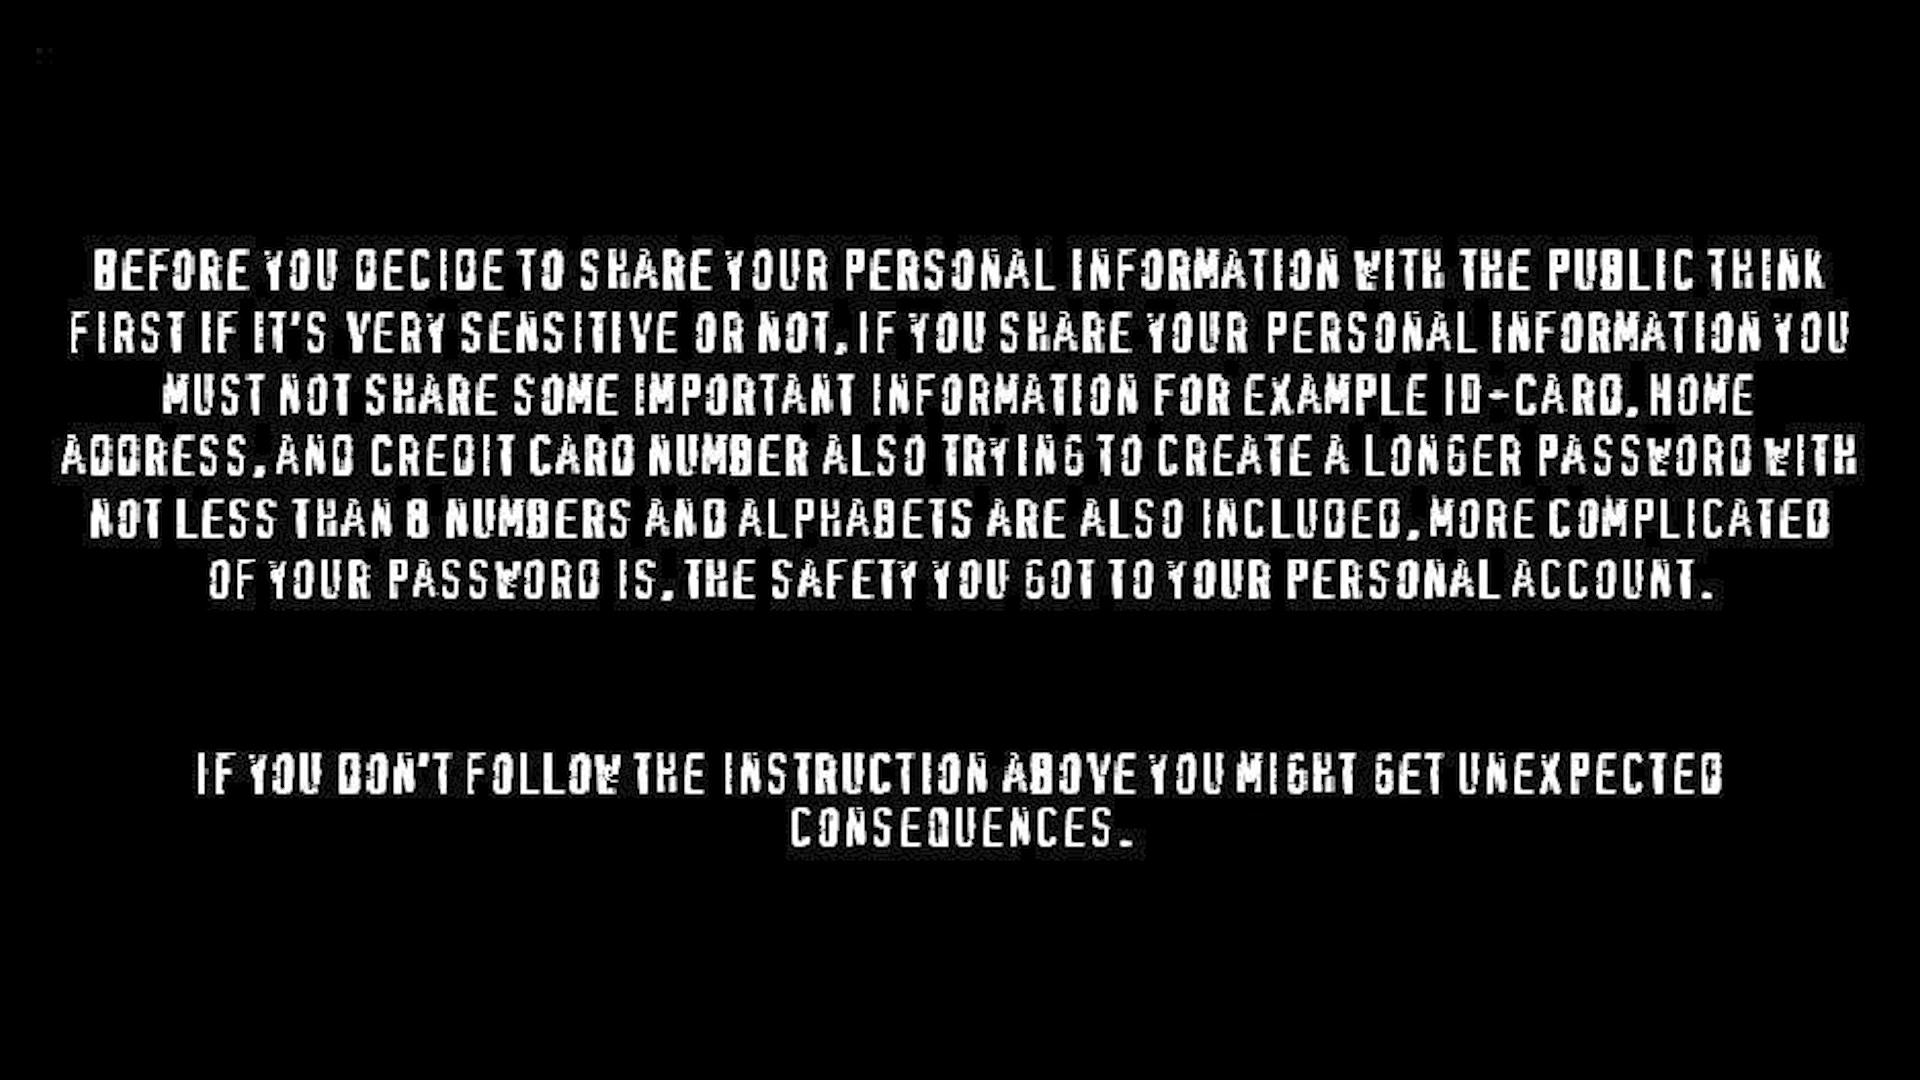 BEFORE YOU DECIDE TO SHARE YOUR PERSONAL INFORMATION WITH THE PUBLIC THINK
FIRST IF IT'S VERY SENSITIVE OR NOT, IF YOU SHARE YOUR PERSONAL INFORMATION YOU
MUST NOT SHARE SOME IMPORTANT INFORMATION FOR EXAMPLE ID-CARD, HOME
ADDRESS, AND CREDIT CARD NUMBER ALSO TRYING TO CREATE A LONGER PASSWORD WITH
NOT LESS THAN 8 NUMBERS AND ALPHABETS ARE ALSO INCLUDED, MORE COMPLICATED
OF YOUR PASSWORD IS, THE SAFETY YOU GOT TO YOUR PERSONAL ACCOUNT.
IF YOU DON'T FOLLOW THE INSTRUCTION ABOVE YOU MIGHT GET UNEXPECTED
CONSEQUENCES.